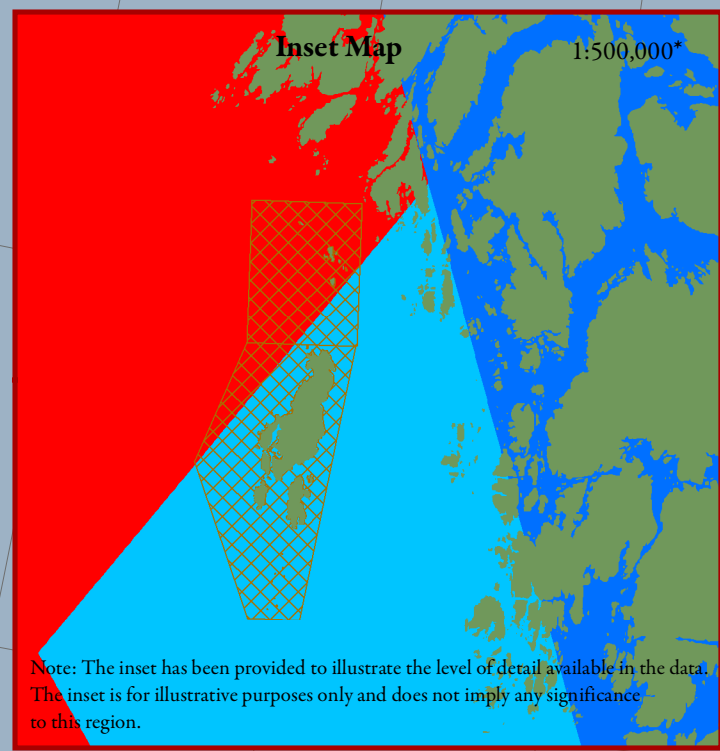 Inset Map 1:500,000*
Note: The inset has been provided to illustrate the level of detail available in the data.
The inset is for illustrative purposes only and does not imply any significance
to this region.